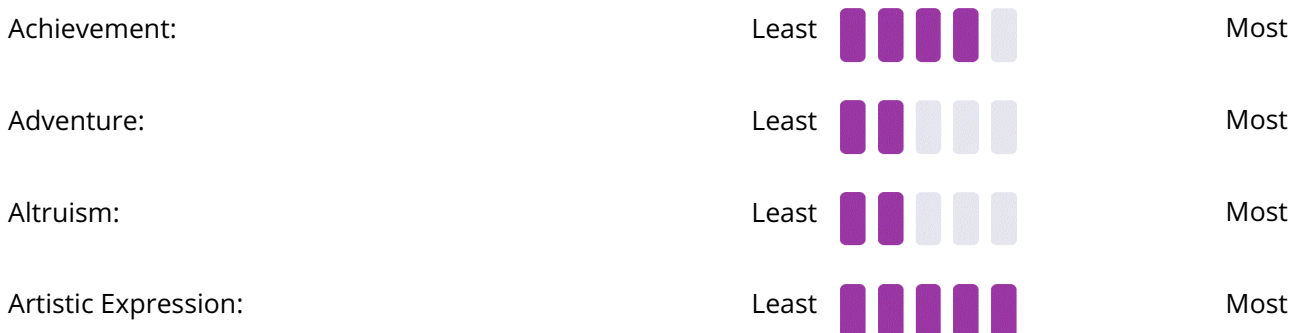 Achievement: Least Most
Adventure: Least Most
Altruism: Least Most
Artistic Expression: Least Most